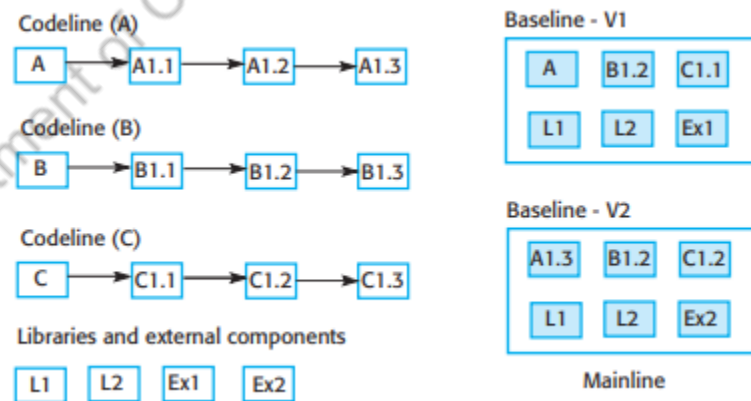 Codeline (A)
A A1.1 A1.2 A1.3
Codeline (B)
B B1.1 B1.2 B1.3
Codeline (C)
C C1.1 C1.2 C1.3
Libraries and external components
L1 L2 Ex1 Ex2
Baseline - V1
A B1.2 C1.1
L1 L2 Ex1
Baseline - V2
A1.3 B1.2 C1.2
L1 L2 Ex2
Mainline